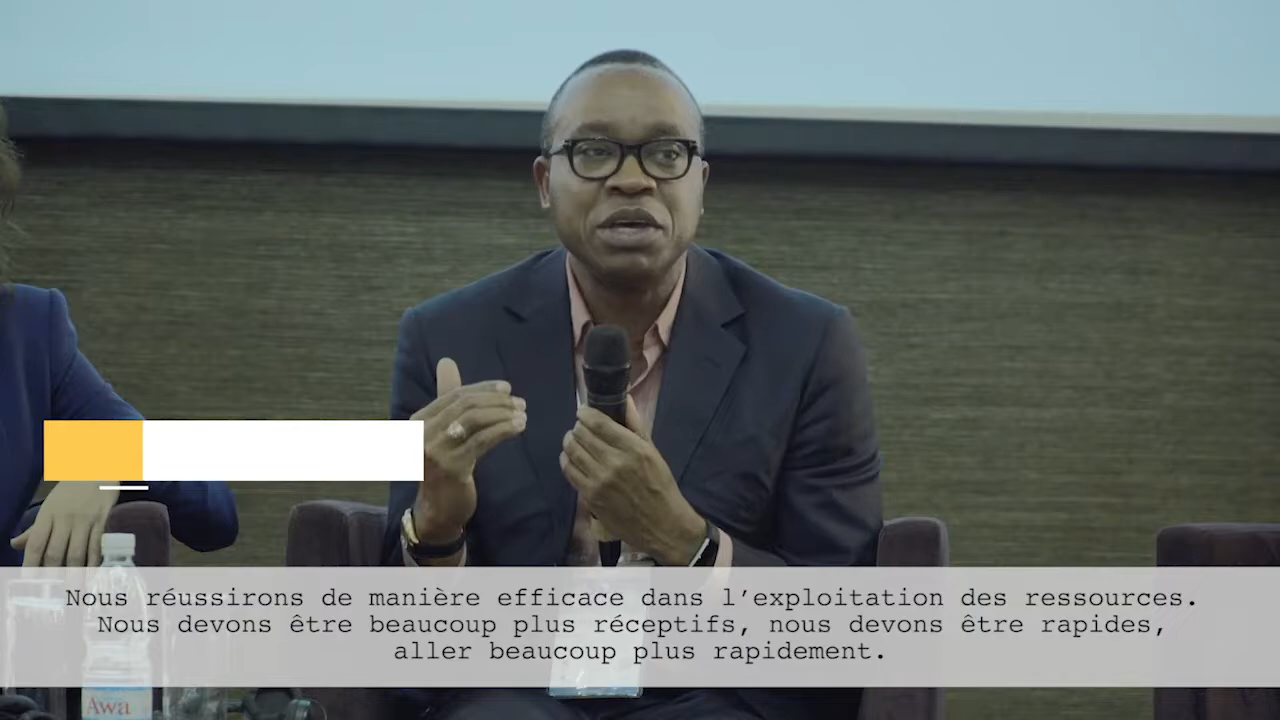 Nous réussirons de manière efficace dans l’exploitation des ressources.
Nous devons être beaucoup plus réceptifs, nous devons être rapides,
aller beaucoup plus rapidement.
Awa